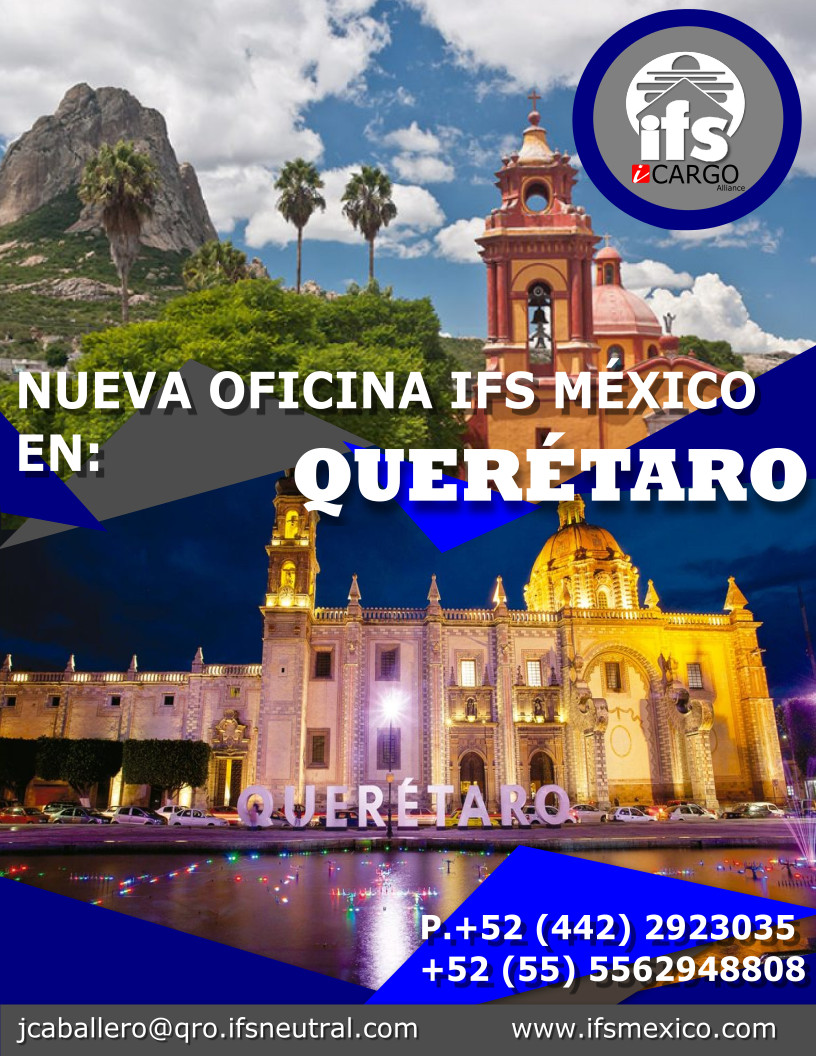 ifs
i CARGO
Alliance
NUEVA OFICINA IFS MÉXICO
EN:
QUERÉTARO
QUERÉTARO
P.+52 (442) 2923035
+52 (55) 5562948808
jcaballero@qro.ifsneutral.com
www.ifsmexico.com